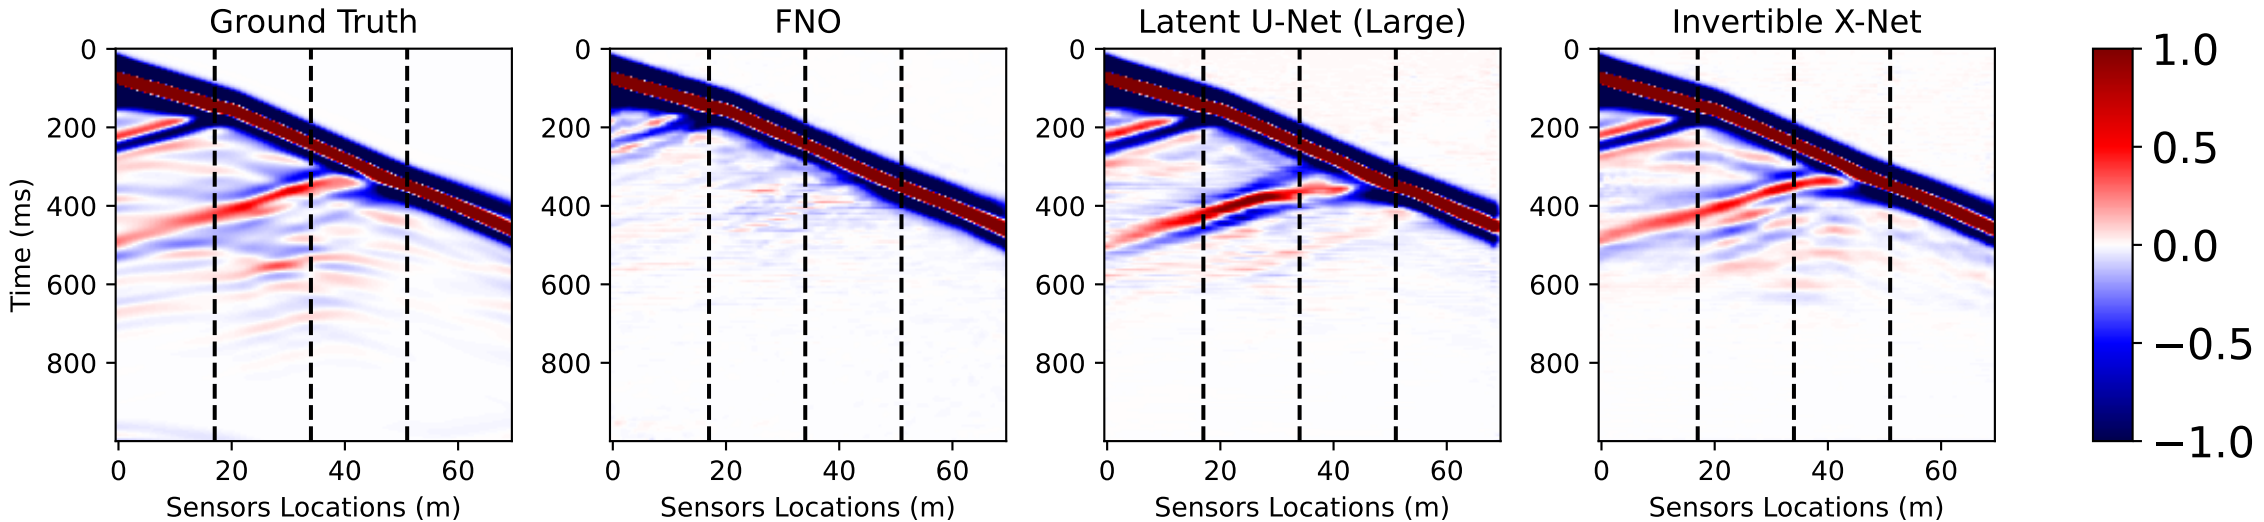 Ground Truth
FNO
Latent U-Net (Large)
Invertible X-Net
Time (ms)
0
200
400
600
800
0 20 40 60
Sensors Locations (m)
0
200
400
600
800
0 20 40 60
Sensors Locations (m)
0
200
400
600
800
0 20 40 60
Sensors Locations (m)
0
200
400
600
800
0 20 40 60
Sensors Locations (m)
1.0
0.5
0.0
−0.5
−1.0